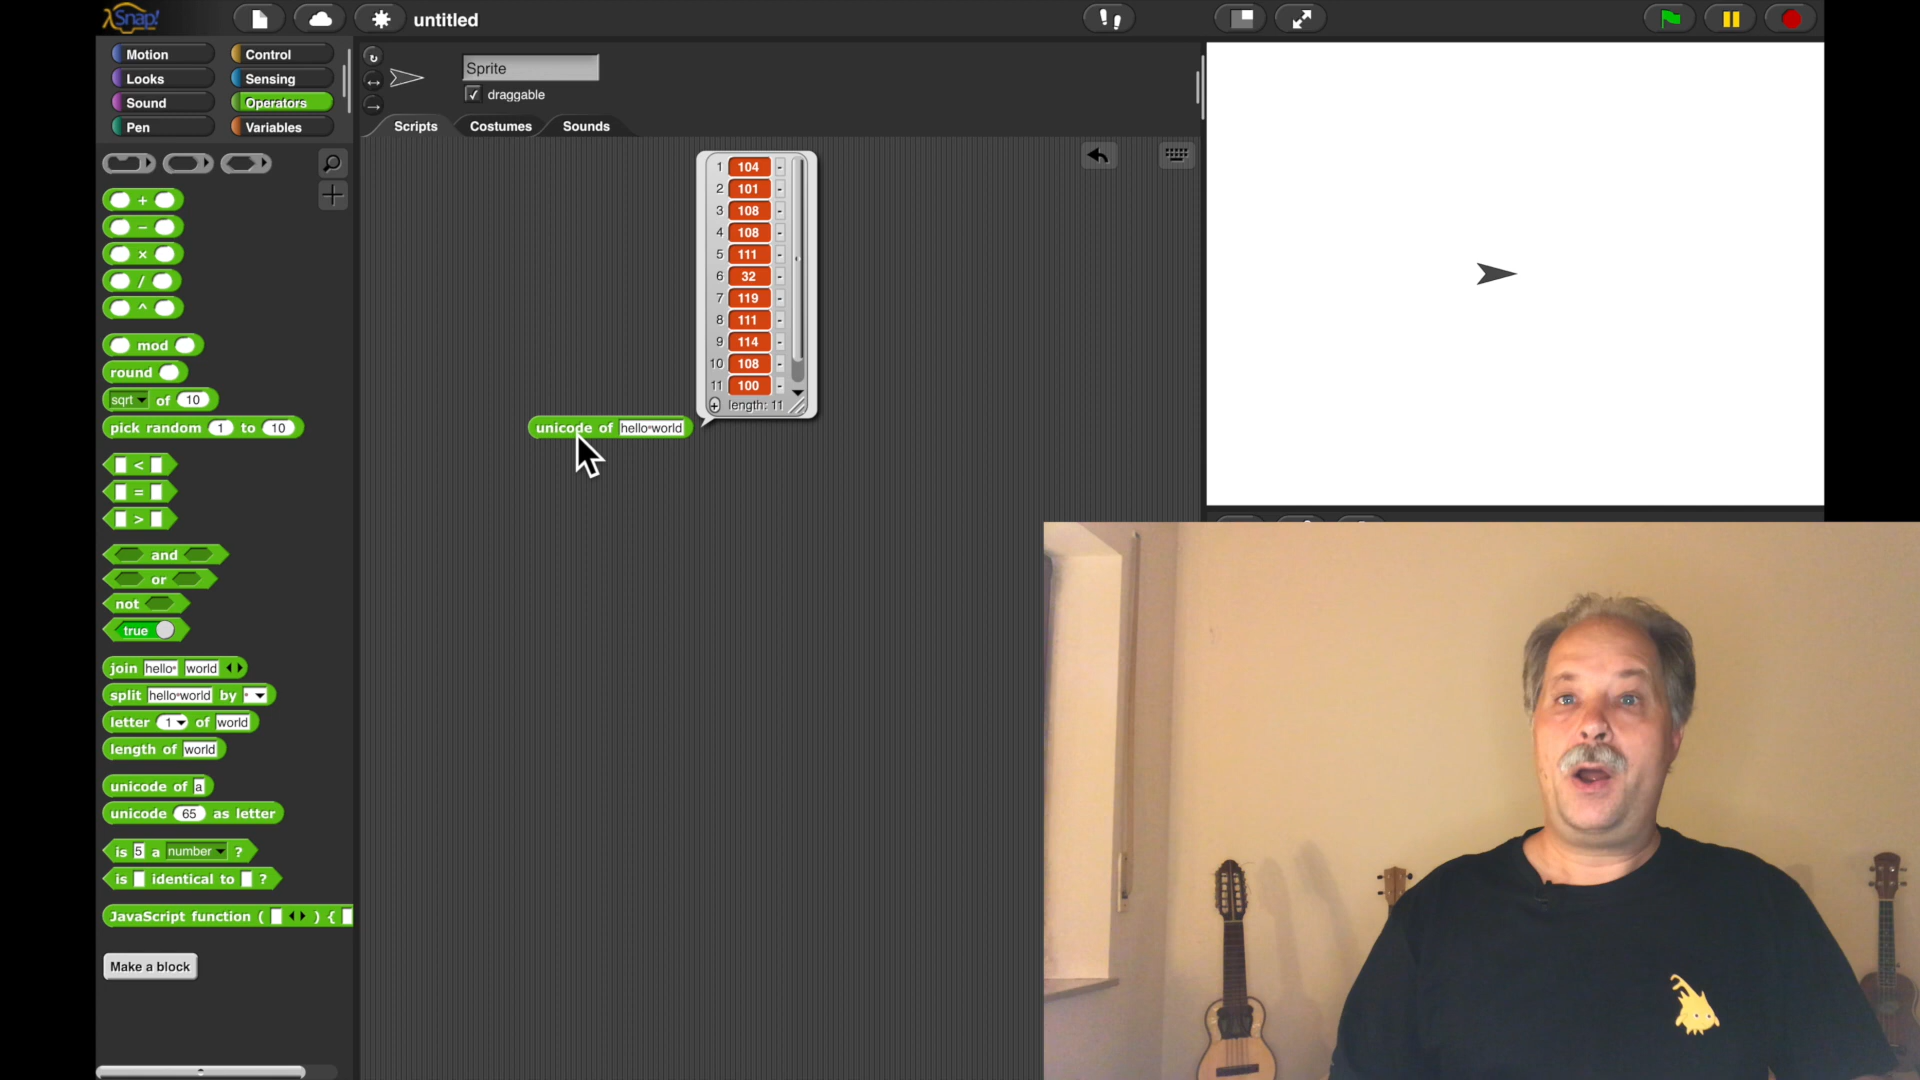 Snap!
untitled
Motion
Control
Looks
Sensing
Sound
Operators
Pen
Variables
Sprite
draggable
Scripts
Costumes
Sounds
+
−
×
/
^
mod
round
sqrt of 10
pick random 1 to 10
<
=
>
and
or
not
true
join hello world
split hello world by
letter 1 of world
length of world
unicode of a
unicode 65 as letter
is 5 a number ?
is identical to ?
JavaScript function ( ) {
Make a block
1 104 -
2 101 -
3 108 -
4 108 -
5 111 -
6 32 -
7 119 -
8 111 -
9 114 -
10 108 -
11 100 -
+ length: 11
unicode of hello world